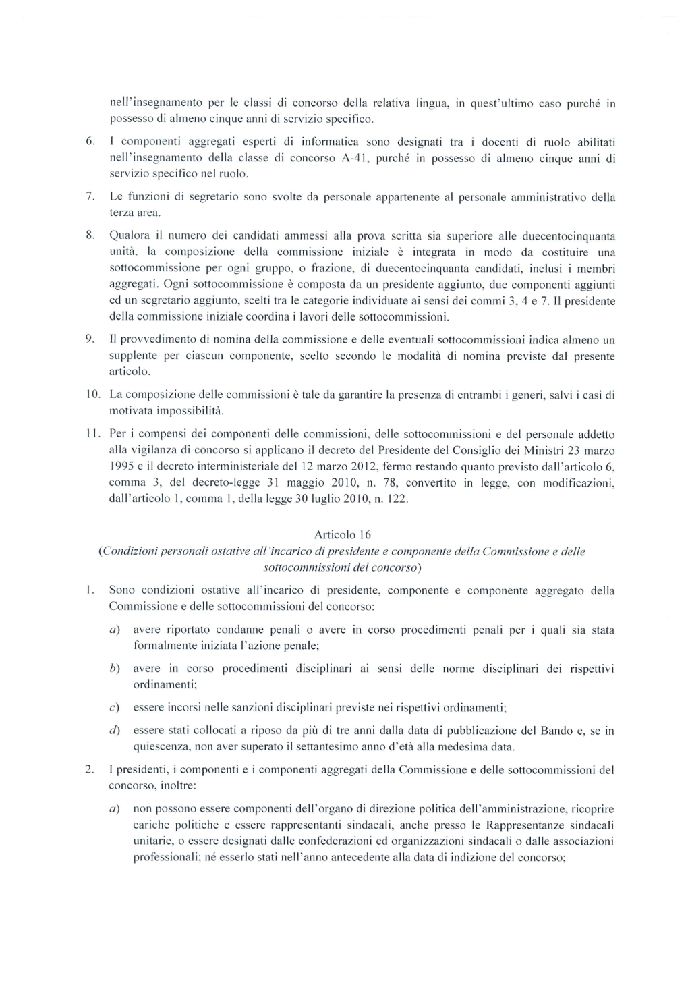 nell'insegnamento per le classi di concorso della relativa lingua, in quest'ultimo caso purché in
possesso di almeno cinque anni di servizio specifico.
6. I componenti aggregati esperti di informatica sono designati tra i docenti di ruolo abilitati
nell'insegnamento della classe di concorso A-41, purché in possesso di almeno cinque anni di
servizio specifico nel ruolo.
7. Le funzioni di segretario sono svolte da personale appartenente al personale amministrativo della
terza area.
8. Qualora il numero dei candidati ammessi alla prova scritta sia superiore alle duecentocinquanta
unità, la composizione della commissione iniziale è integrata in modo da costituire una
sottocommissione per ogni gruppo, o frazione, di duecentocinquanta candidati, inclusi i membri
aggregati. Ogni sottocommissione è composta da un presidente aggiunto, due componenti aggiunti
ed un segretario aggiunto, scelti tra le categorie individuate ai sensi dei commi 3, 4 e 7. Il presidente
della commissione iniziale coordina i lavori delle sottocommissioni.
9. Il provvedimento di nomina della commissione e delle eventuali sottocommissioni indica almeno un
supplente per ciascun componente, scelto secondo le modalità di nomina previste dal presente
articolo.
10. La composizione delle commissioni è tale da garantire la presenza di entrambi i generi, salvi i casi di
motivata impossibilità.
11. Per i compensi dei componenti delle commissioni, delle sottocommissioni e del personale addetto
alla vigilanza di concorso si applicano il decreto del Presidente del Consiglio dei Ministri 23 marzo
1995 e il decreto interministeriale del 12 marzo 2012, fermo restando quanto previsto dall'articolo 6,
comma 3, del decreto-legge 31 maggio 2010, n. 78, convertito in legge, con modificazioni,
dall'articolo 1, comma 1, della legge 30 luglio 2010, n. 122.
Articolo 16
(Condizioni personali ostative all'incarico di presidente e componente della Commissione e delle
sottocommissioni del concorso)
1. Sono condizioni ostative all'incarico di presidente, componente e componente aggregato della
Commissione e delle sottocommissioni del concorso:
a) avere riportato condanne penali o avere in corso procedimenti penali per i quali sia stata
formalmente iniziata l'azione penale;
b) avere in corso procedimenti disciplinari ai sensi delle norme disciplinari dei rispettivi
ordinamenti;
c) essere incorsi nelle sanzioni disciplinari previste nei rispettivi ordinamenti;
d) essere stati collocati a riposo da più di tre anni dalla data di pubblicazione del Bando e, se in
quiescenza, non aver superato il settantesimo anno d'età alla medesima data.
2. I presidenti, i componenti e i componenti aggregati della Commissione e delle sottocommissioni del
concorso, inoltre:
a) non possono essere componenti dell'organo di direzione politica dell'amministrazione, ricoprire
cariche politiche e essere rappresentanti sindacali, anche presso le Rappresentanze sindacali
unitarie, o essere designati dalle confederazioni ed organizzazioni sindacali o dalle associazioni
professionali; né esserlo stati nell'anno antecedente alla data di indizione del concorso;